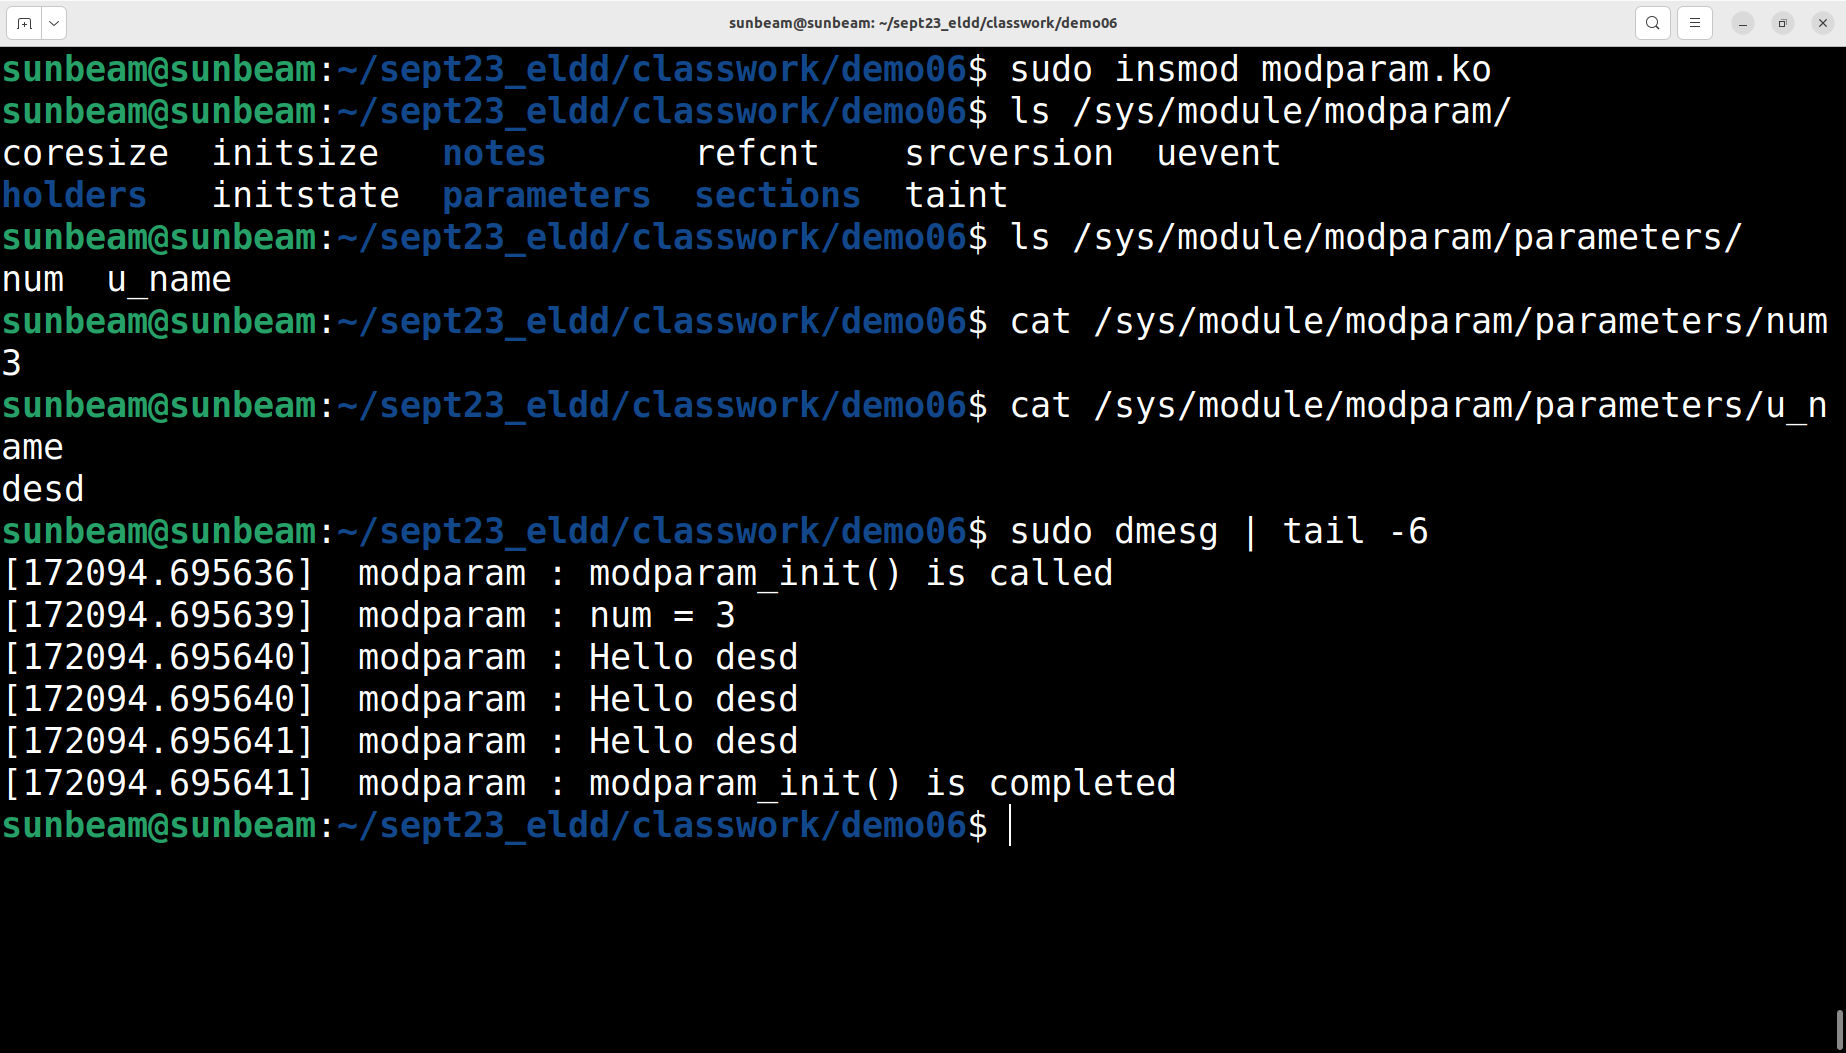 sunbeam@sunbeam: ~/sept23_eldd/classwork/demo06
sunbeam@sunbeam:~/sept23_eldd/classwork/demo06$ sudo insmod modparam.ko
sunbeam@sunbeam:~/sept23_eldd/classwork/demo06$ ls /sys/module/modparam/
coresize  initsize   notes       refcnt    srcversion  uevent
holders   initstate  parameters  sections  taint
sunbeam@sunbeam:~/sept23_eldd/classwork/demo06$ ls /sys/module/modparam/parameters/
num  u_name
sunbeam@sunbeam:~/sept23_eldd/classwork/demo06$ cat /sys/module/modparam/parameters/num
3
sunbeam@sunbeam:~/sept23_eldd/classwork/demo06$ cat /sys/module/modparam/parameters/u_n
ame
desd
sunbeam@sunbeam:~/sept23_eldd/classwork/demo06$ sudo dmesg | tail -6
[172094.695636]  modparam : modparam_init() is called
[172094.695639]  modparam : num = 3
[172094.695640]  modparam : Hello desd
[172094.695640]  modparam : Hello desd
[172094.695641]  modparam : Hello desd
[172094.695641]  modparam : modparam_init() is completed
sunbeam@sunbeam:~/sept23_eldd/classwork/demo06$